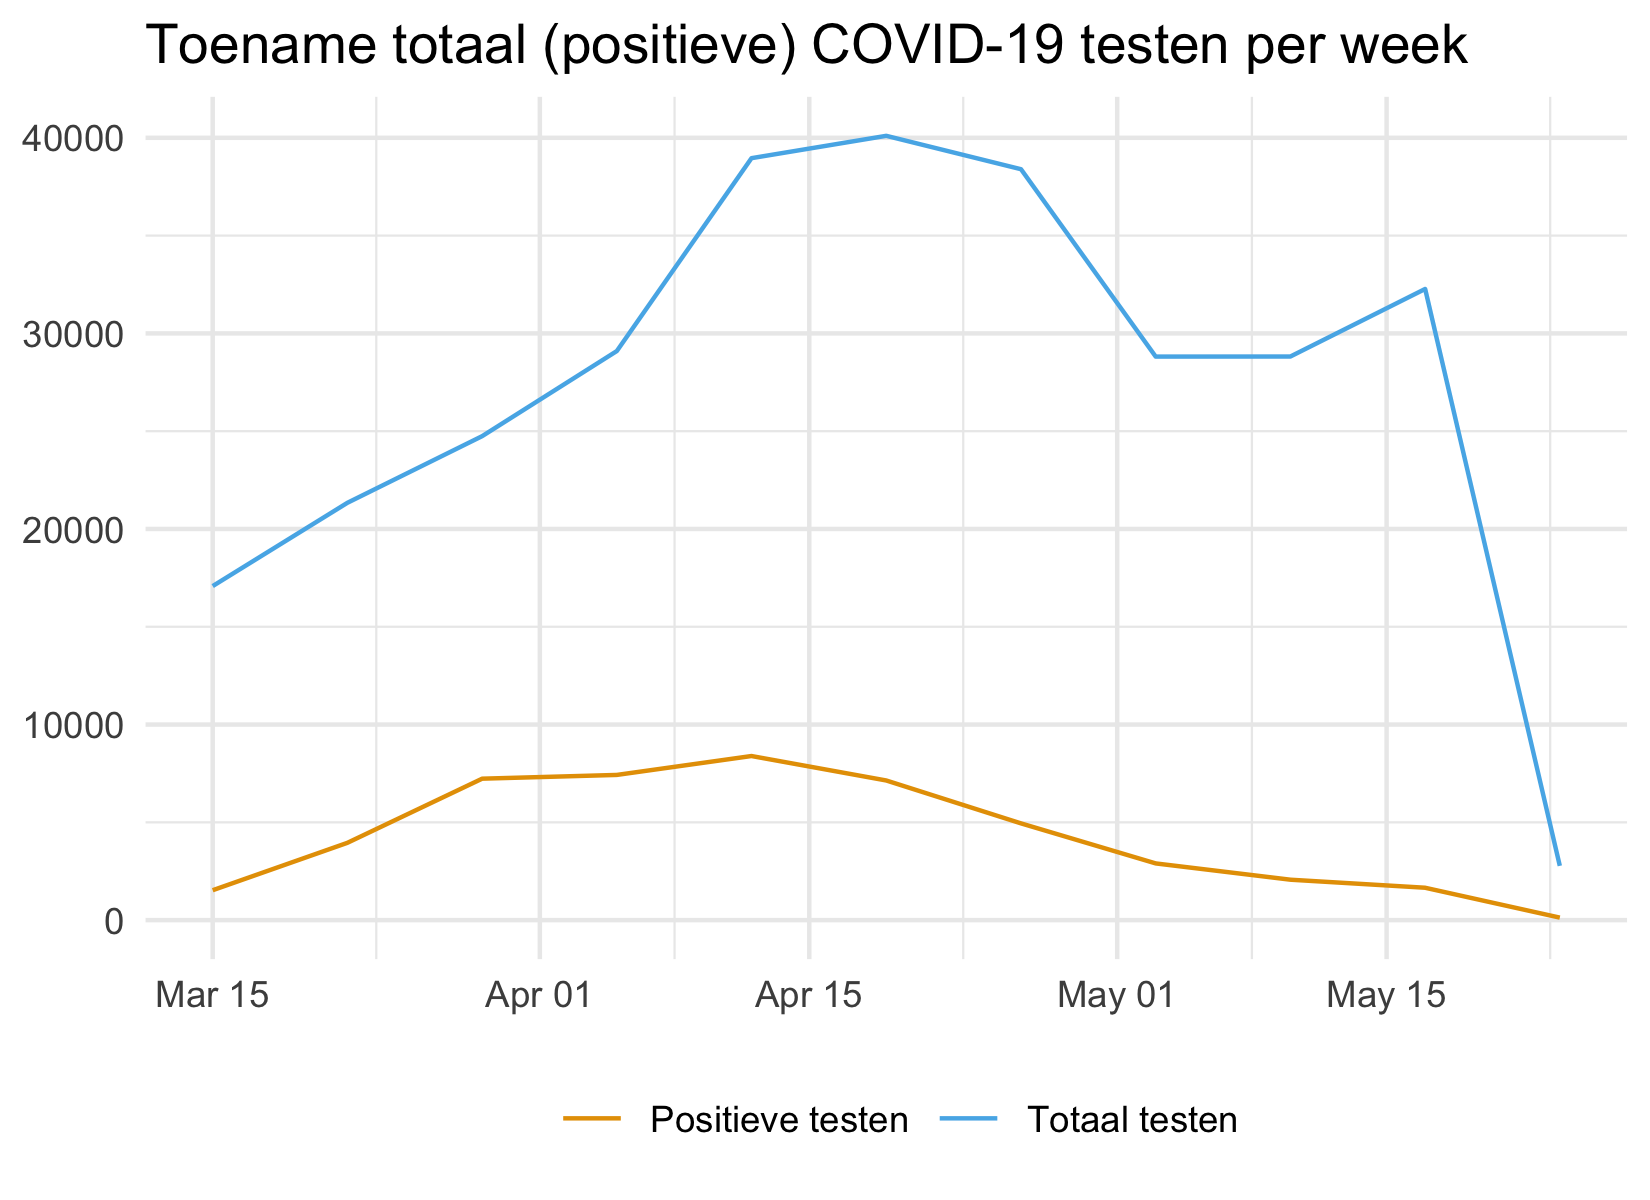 Toename totaal (positieve) COVID-19 testen per week
40000
30000
20000
10000
0
Mar 15 Apr 01 Apr 15 May 01 May 15
Positieve testen Totaal testen